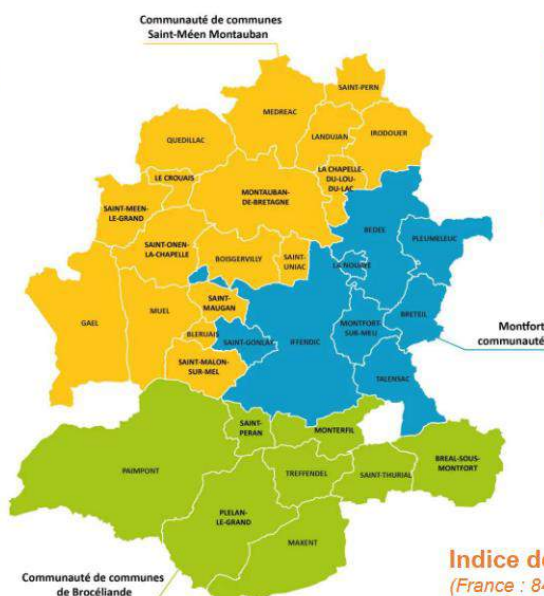 Communauté de communes
Saint-Méen Montauban
SAINT-PERN
MEDREAC
LANDUJAN
IRODOUER
QUEDILLAC
LE CROUAIS
LA CHAPELLE-
DU-LOU-
DU-LAC
MONTAUBAN-
DE-BRETAGNE
SAINT-MEEN-
LE-GRAND
BEDEE
PLEUMELEUC
SAINT-ONEN-
LA-CHAPELLE
BOISGERVILLY
SAINT-
UNIAC
LA NOUAYE
GAEL
MUEL
SAINT-
MAUGAN
BRETEIL
BLERUAIS
SAINT-GONLAY
IFFENDIC
MONTFORT-
SUR-MEU
Montfort
communauté
SAINT-MALON-
SUR-MEL
TALENSAC
SAINT-
PERAN
MONTERFIL
PAIMPONT
TREFFENDEL
SAINT-THURIAL
BREAL-SOUS-
MONTFORT
PLELAN-
LE-GRAND
MAXENT
Communauté de communes
de Brocéliande
Indice de
(France : 84